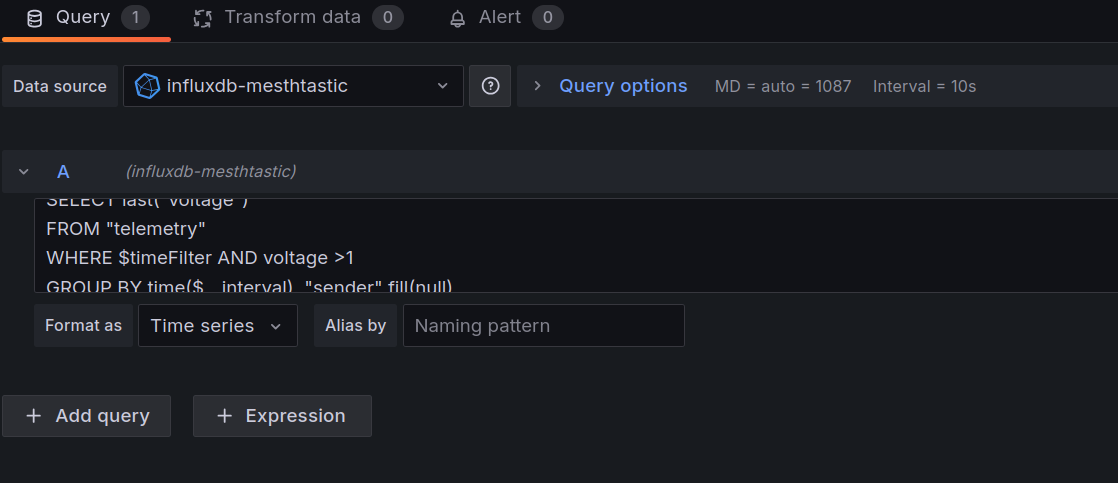 Query 1 Transform data 0 Alert 0
Data source influxdb-mesthtastic Query options MD = auto = 1087 Interval = 10s
A (influxdb-mesthtastic)
SELECT last("voltage")
FROM "telemetry"
WHERE $timeFilter AND voltage >1
GROUP BY time($__interval), "sender" fill(null)
Format as Time series Alias by Naming pattern
+ Add query + Expression